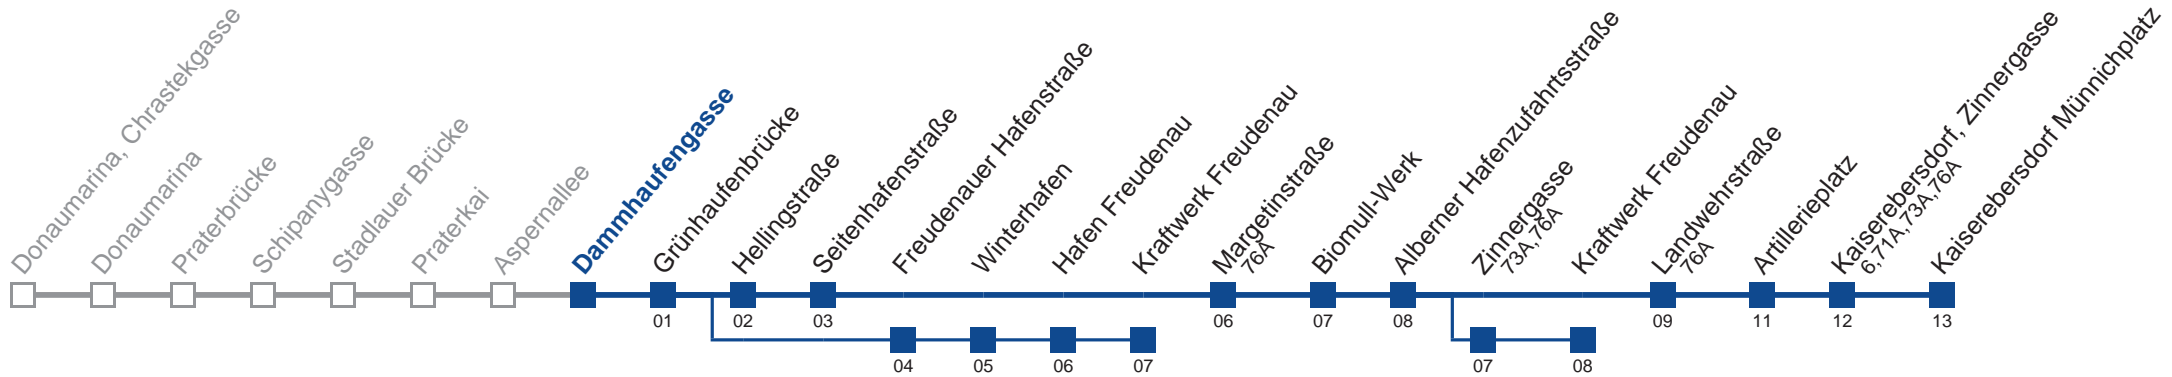 Donaumarina, Chrastekgasse
Donaumarina
Praterbrücke
Schipanygasse
Stadlauer Brücke
Praterkai
Aspernallee
Dammhaufengasse
Grünhaufenbrücke
Hellingstraße
Seitenhafenstraße
Freudenauer Hafenstraße
Winterhafen
Hafen Freudenau
Kraftwerk Freudenau
Margetinstraße
76A
Biomull-Werk
Alberner Hafenzufahrtsstraße
Zinnergasse
73A,76A
Kraftwerk Freudenau
Landwehrstraße
76A
Artillerieplatz
Kaiserebersdorf, Zinnergasse
6,71A,73A,76A
Kaiserebersdorf Münnichplatz
01 02 03 06 07 08 09 11 12 13
04 05 06 07 07 08